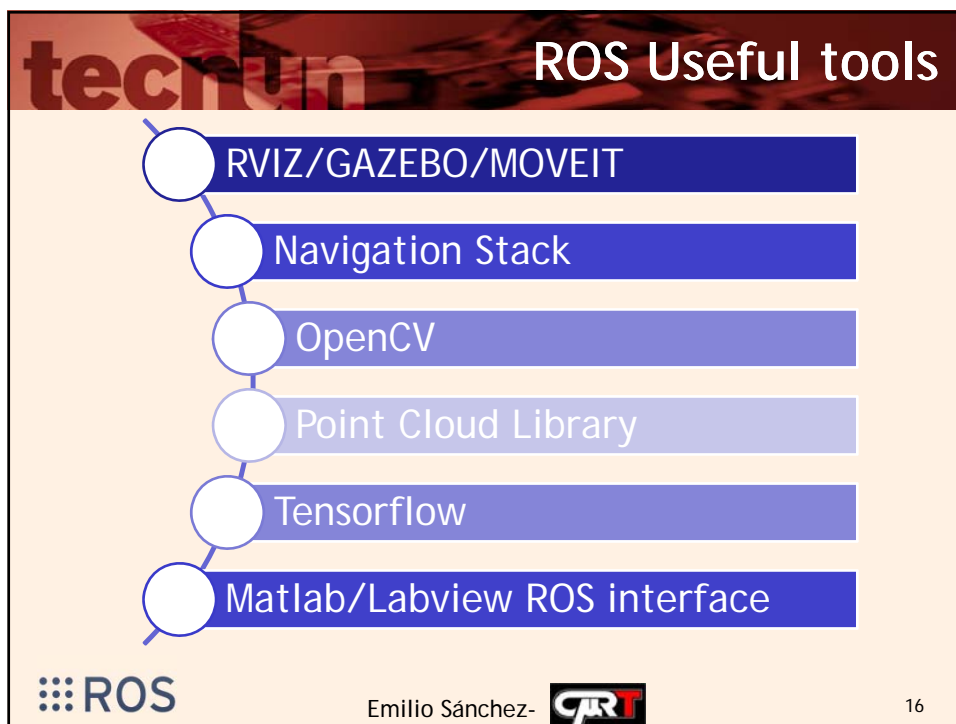 tecnun
ROS Useful tools
RVIZ/GAZEBO/MOVEIT
Navigation Stack
OpenCV
Point Cloud Library
Tensorflow
Matlab/Labview ROS interface
ROS
Emilio Sánchez-
16